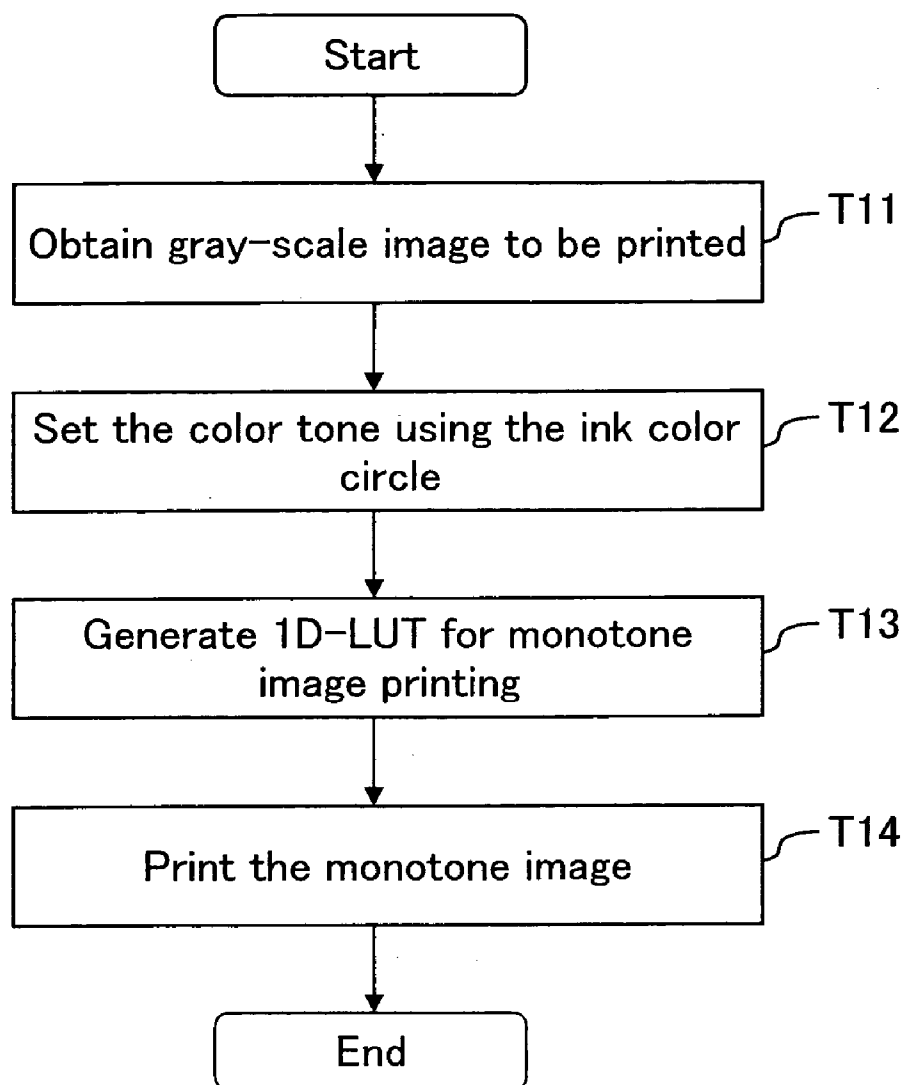 Start
T11
Obtain gray-scale image to be printed
T12
Set the color tone using the ink color
circle
T13
Generate 1D-LUT for monotone
image printing
T14
Print the monotone image
End